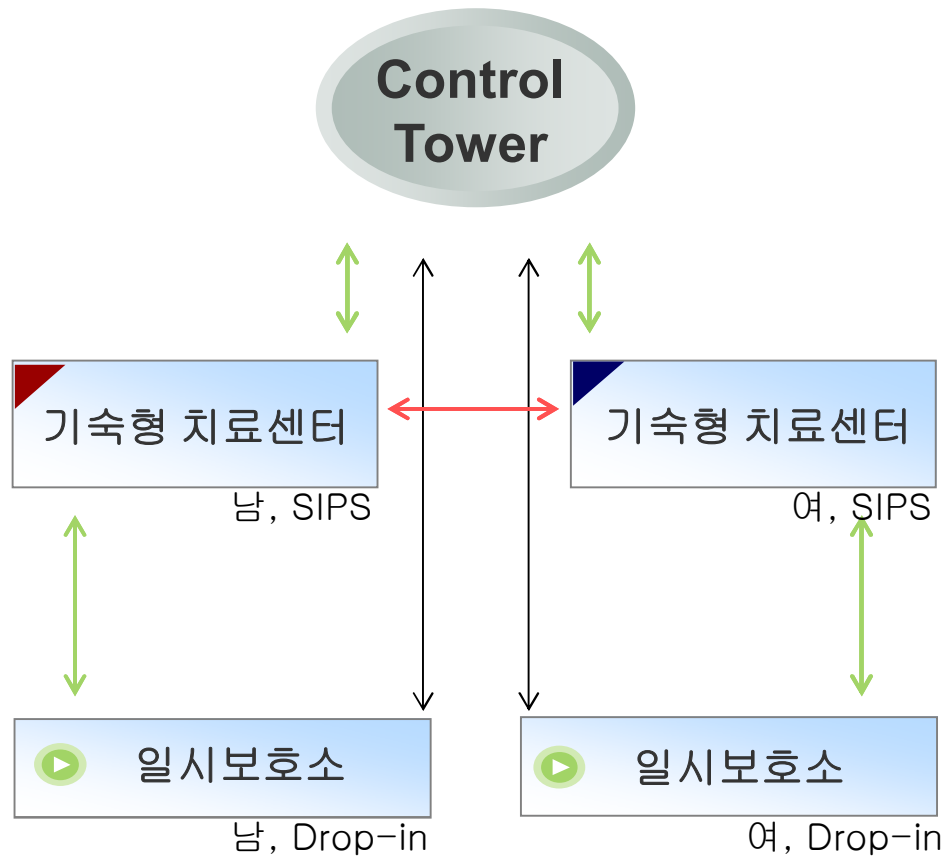 Control
Tower
기숙형 치료센터
기숙형 치료센터
남, SIPS
여, SIPS
일시보호소
일시보호소
남, Drop-in
여, Drop-in